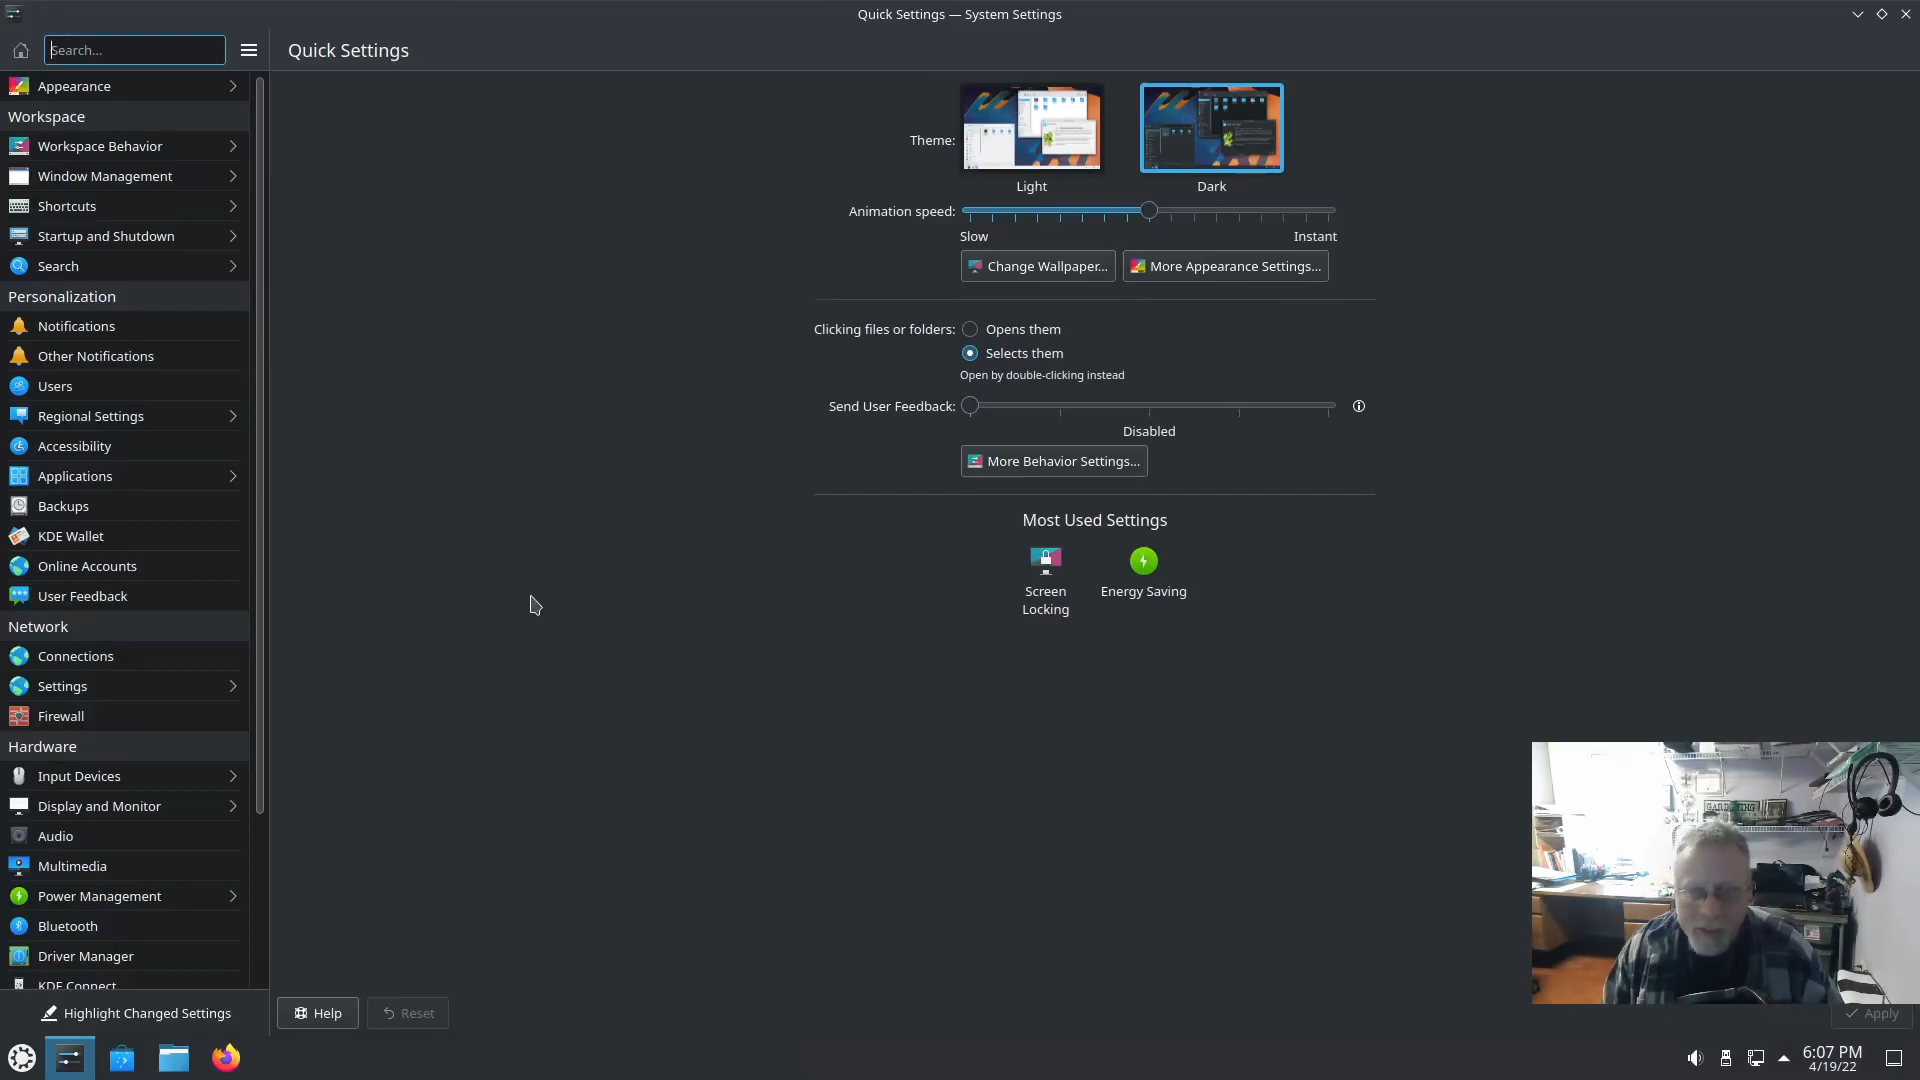 Quick Settings — System Settings
Search...
Quick Settings
Appearance
Workspace
Workspace Behavior
Window Management
Shortcuts
Startup and Shutdown
Search
Personalization
Notifications
Other Notifications
Users
Regional Settings
Accessibility
Applications
Backups
KDE Wallet
Online Accounts
User Feedback
Network
Connections
Settings
Firewall
Hardware
Input Devices
Display and Monitor
Audio
Multimedia
Power Management
Bluetooth
Driver Manager
KDE Connect
Highlight Changed Settings
Theme:
Light
Dark
Animation speed:
Slow
Instant
Change Wallpaper...
More Appearance Settings...
Clicking files or folders:
Opens them
Selects them
Open by double-clicking instead
Send User Feedback:
Disabled
More Behavior Settings...
Most Used Settings
Screen
Locking
Energy Saving
Help
Reset
Apply
6:07 PM
4/19/22